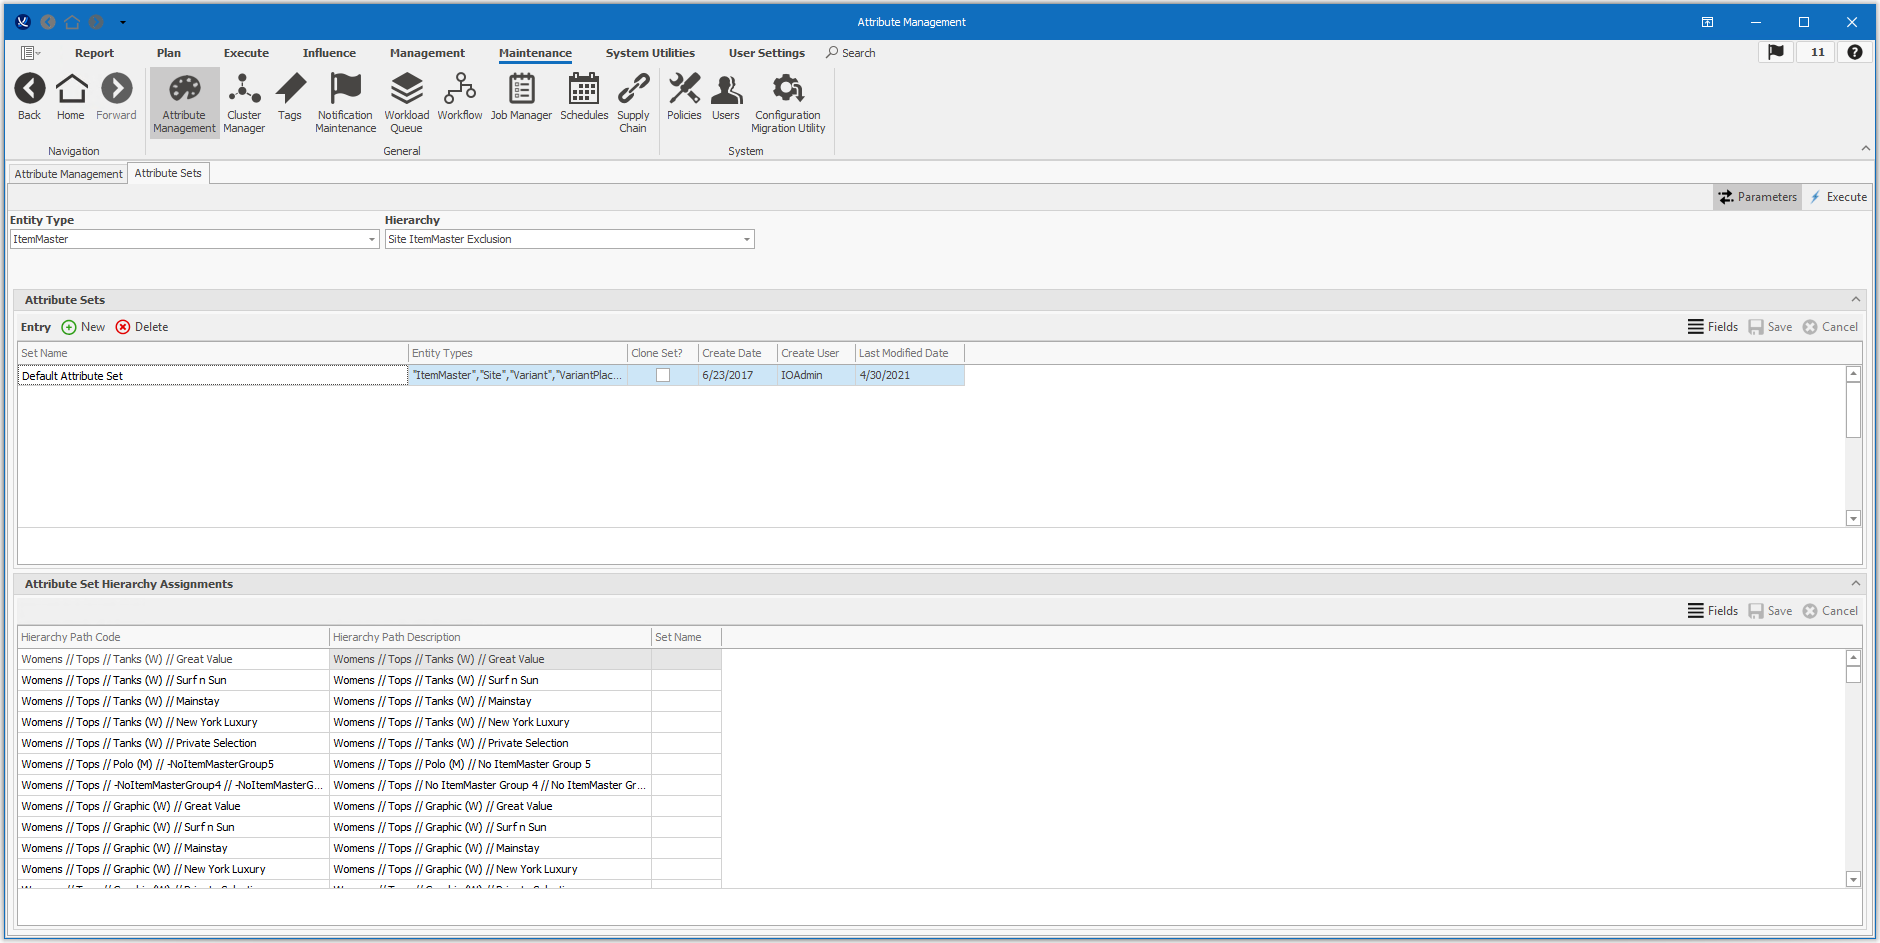 Attribute Management
Report Plan Execute Influence Management Maintenance System Utilities User Settings Search 11
Back Home Forward Attribute Management Cluster Manager Tags Notification Maintenance Workload Queue Workflow Job Manager Schedules Supply Chain Policies Users Configuration Migration Utility
Navigation General System
Attribute Management Attribute Sets
Parameters Execute
Entity Type Hierarchy
ItemMaster Site ItemMaster Exclusion
Attribute Sets
Entry New Delete Fields Save Cancel
Set Name Entity Types Clone Set? Create Date Create User Last Modified Date
Default Attribute Set "ItemMaster","Site","Variant","VariantPlac... 6/23/2017 IOAdmin 4/30/2021
Attribute Set Hierarchy Assignments
Fields Save Cancel
Hierarchy Path Code Hierarchy Path Description Set Name
Womens // Tops // Tanks (W) // Great Value Womens // Tops // Tanks (W) // Great Value
Womens // Tops // Tanks (W) // Surf n Sun Womens // Tops // Tanks (W) // Surf n Sun
Womens // Tops // Tanks (W) // Mainstay Womens // Tops // Tanks (W) // Mainstay
Womens // Tops // Tanks (W) // New York Luxury Womens // Tops // Tanks (W) // New York Luxury
Womens // Tops // Tanks (W) // Private Selection Womens // Tops // Tanks (W) // Private Selection
Womens // Tops // Polo (M) // -NoItemMasterGroup5 Womens // Tops // Polo (M) // No ItemMaster Group 5
Womens // Tops // -NoItemMasterGroup4 // -NoItemMasterG... Womens // Tops // No ItemMaster Group 4 // No ItemMaster Gr...
Womens // Tops // Graphic (W) // Great Value Womens // Tops // Graphic (W) // Great Value
Womens // Tops // Graphic (W) // Surf n Sun Womens // Tops // Graphic (W) // Surf n Sun
Womens // Tops // Graphic (W) // Mainstay Womens // Tops // Graphic (W) // Mainstay
Womens // Tops // Graphic (W) // New York Luxury Womens // Tops // Graphic (W) // New York Luxury